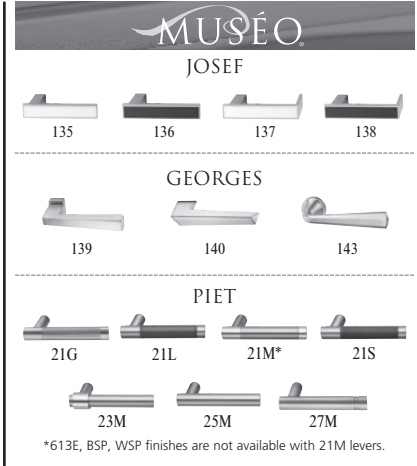 MUSÉO®
JOSEF
135 136 137 138
GEORGES
139 140 143
PIET
21G 21L 21M* 21S
23M 25M 27M
*613E, BSP, WSP finishes are not available with 21M levers.